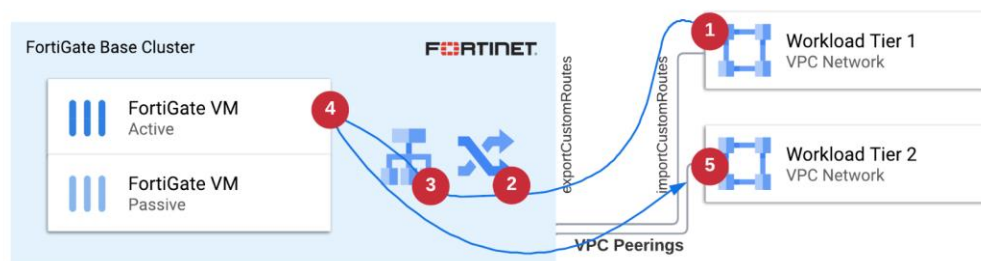 FortiGate Base Cluster
FORTINET
FortiGate VM
Active
FortiGate VM
Passive
4
3
2
exportCustomRoutes
importCustomRoutes
VPC Peerings
1
Workload Tier 1
VPC Network
5
Workload Tier 2
VPC Network